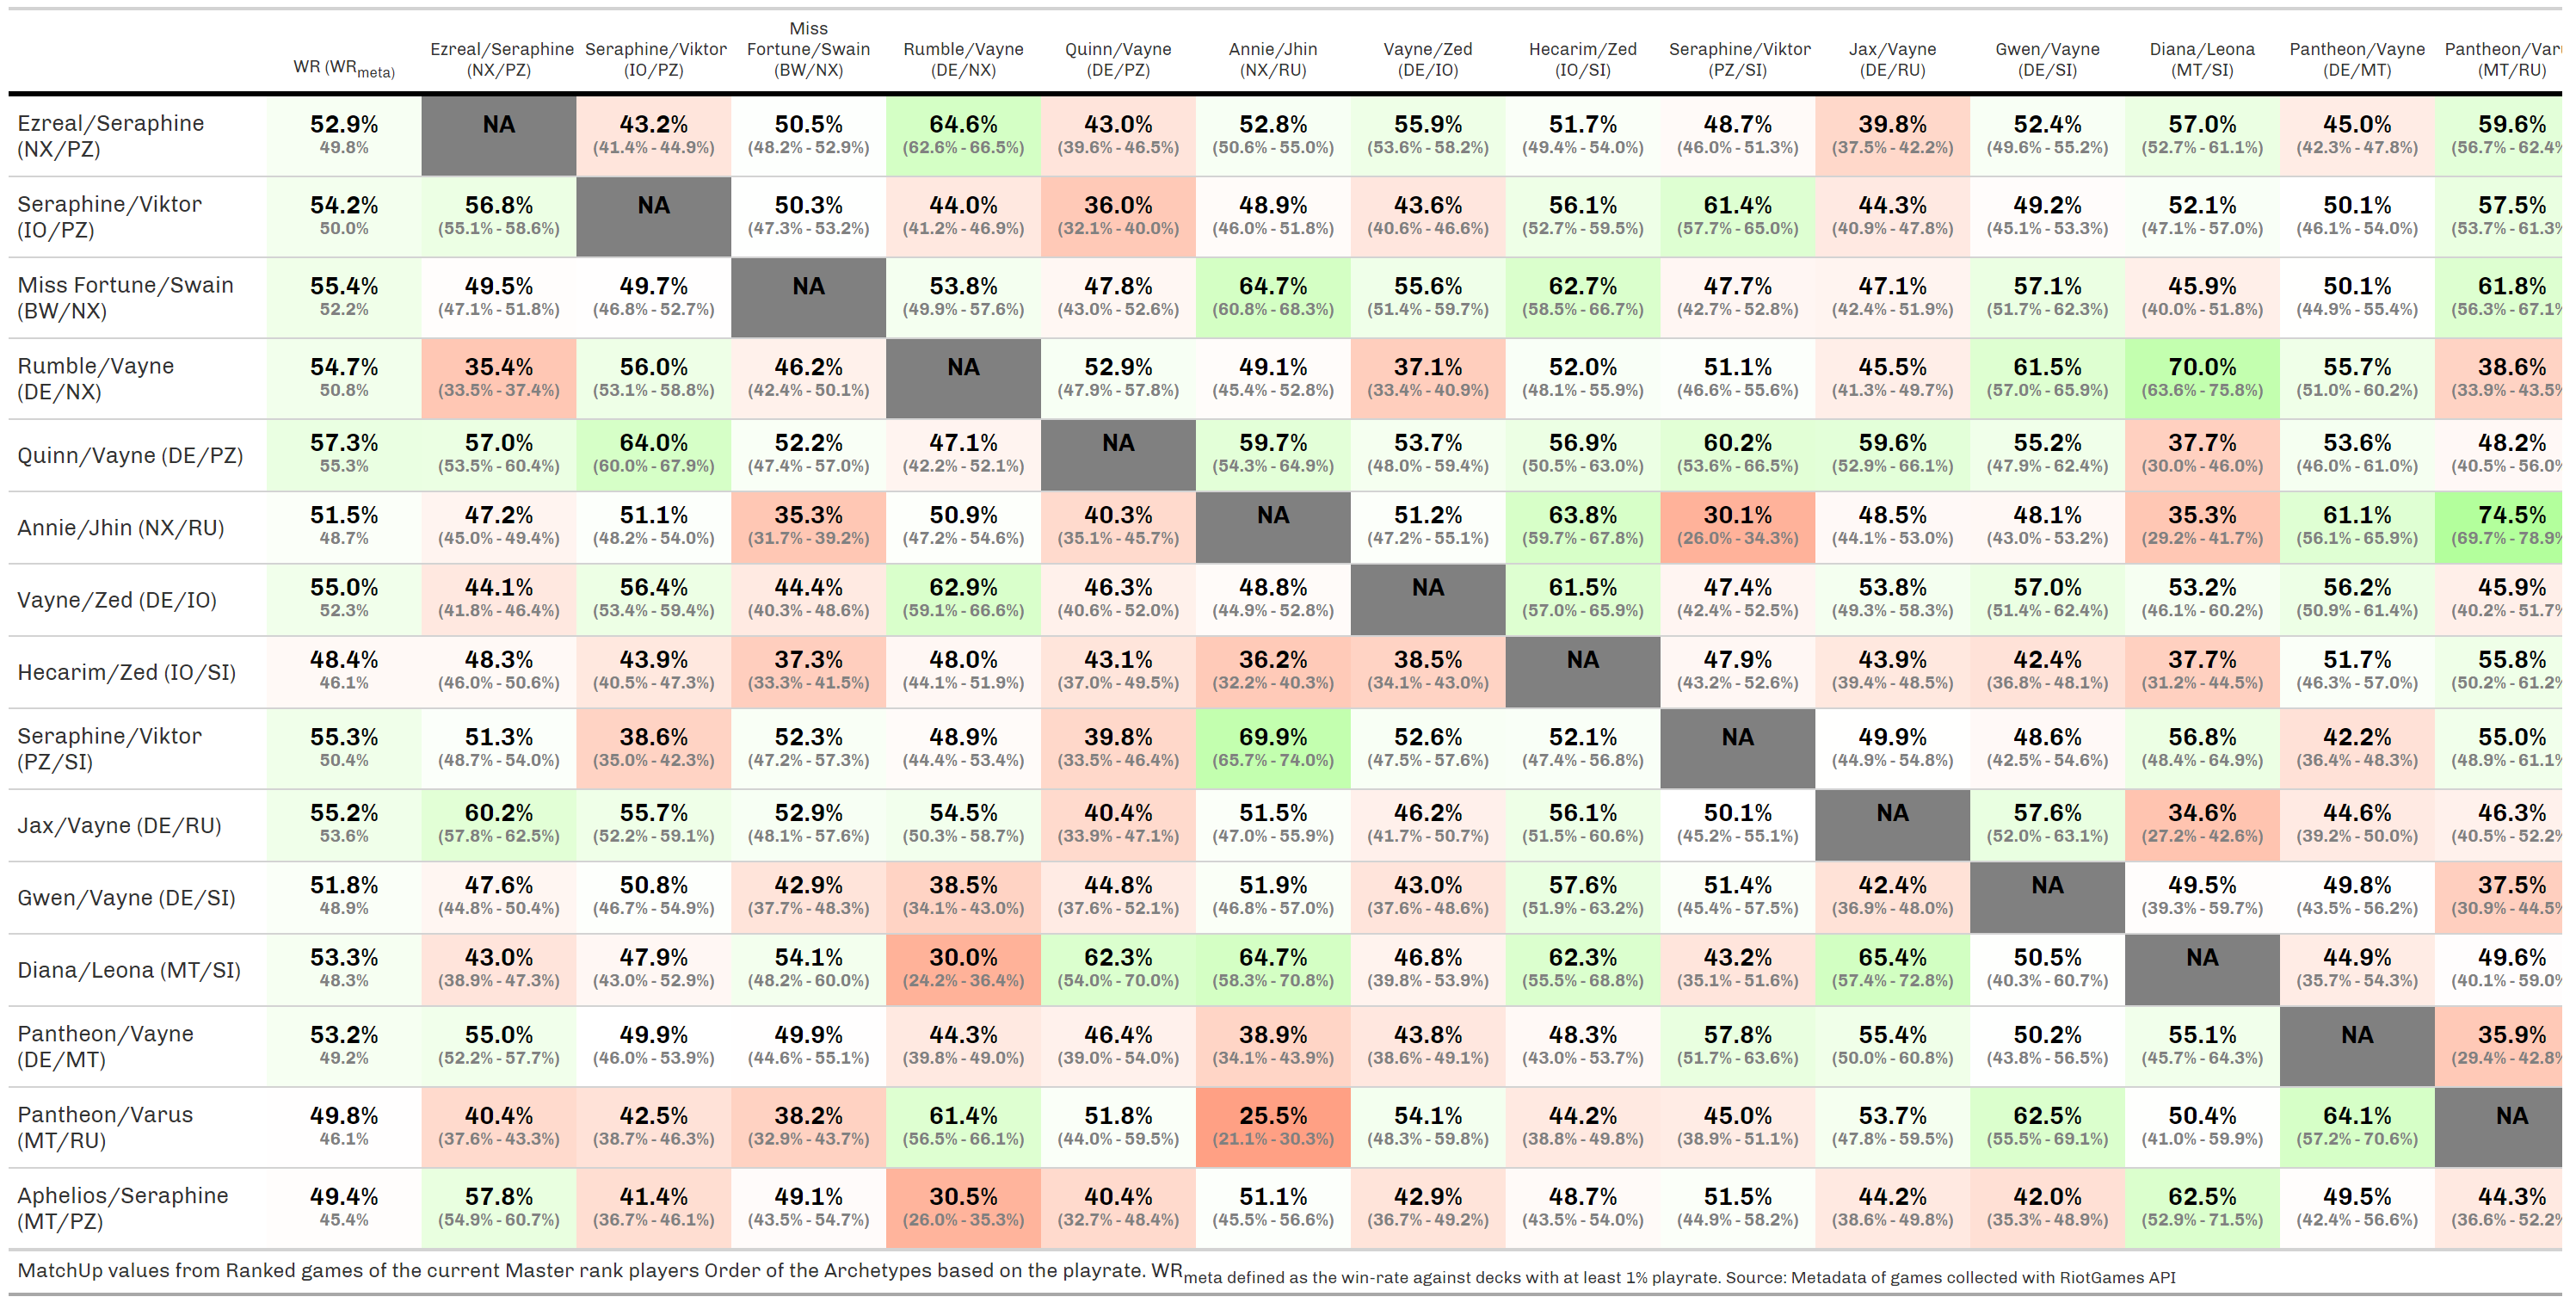 Miss
Ezreal/Seraphine Seraphine/Viktor Fortune/Swain Rumble/Vayne Quinn/Vayne Annie/Jhin Vayne/Zed Hecarim/Zed Seraphine/Viktor Jax/Vayne Gwen/Vayne Diana/Leona Pantheon/Vayne Pantheon/Var
WR (WRmeta) (NX/PZ) (IO/PZ) (BW/NX) (DE/NX) (DE/PZ) (NX/RU) (DE/IO) (IO/SI) (PZ/SI) (DE/RU) (DE/SI) (MT/SI) (DE/MT) (MT/RU)
Ezreal/Seraphine 52.9% NA 43.2% 50.5% 64.6% 43.0% 52.8% 55.9% 51.7% 48.7% 39.8% 52.4% 57.0% 45.0% 59.6%
(NX/PZ) 49.8% (41.4% - 44.9%) (48.2% - 52.9%) (62.6% - 66.5%) (39.6% - 46.5%) (50.6% - 55.0%) (53.6% - 58.2%) (49.4% - 54.0%) (46.0% - 51.3%) (37.5% - 42.2%) (49.6% - 55.2%) (52.7% - 61.1%) (42.3% - 47.8%) (56.7% - 62.4%
Seraphine/Viktor 54.2% 56.8% NA 50.3% 44.0% 36.0% 48.9% 43.6% 56.1% 61.4% 44.3% 49.2% 52.1% 50.1% 57.5%
(IO/PZ) 50.0% (55.1% - 58.6%) (47.3% - 53.2%) (41.2% - 46.9%) (32.1% - 40.0%) (46.0% - 51.8%) (40.6% - 46.6%) (52.7% - 59.5%) (57.7% - 65.0%) (40.9% - 47.8%) (45.1% - 53.3%) (47.1% - 57.0%) (46.1% - 54.0%) (53.7% - 61.3%
Miss Fortune/Swain 55.4% 49.5% 49.7% NA 53.8% 47.8% 64.7% 55.6% 62.7% 47.7% 47.1% 57.1% 45.9% 50.1% 61.8%
(BW/NX) 52.2% (47.1% - 51.8%) (46.8% - 52.7%) (49.9% - 57.6%) (43.0% - 52.6%) (60.8% - 68.3%) (51.4% - 59.7%) (58.5% - 66.7%) (42.7% - 52.8%) (42.4% - 51.9%) (51.7% - 62.3%) (40.0% - 51.8%) (44.9% - 55.4%) (56.3% - 67.1%
Rumble/Vayne 54.7% 35.4% 56.0% 46.2% NA 52.9% 49.1% 37.1% 52.0% 51.1% 45.5% 61.5% 70.0% 55.7% 38.6%
(DE/NX) 50.8% (33.5% - 37.4%) (53.1% - 58.8%) (42.4% - 50.1%) (47.9% - 57.8%) (45.4% - 52.8%) (33.4% - 40.9%) (48.1% - 55.9%) (46.6% - 55.6%) (41.3% - 49.7%) (57.0% - 65.9%) (63.6% - 75.8%) (51.0% - 60.2%) (33.9% - 43.5%
Quinn/Vayne (DE/PZ) 57.3% 57.0% 64.0% 52.2% 47.1% NA 59.7% 53.7% 56.9% 60.2% 59.6% 55.2% 37.7% 53.6% 48.2%
55.3% (53.5% - 60.4%) (60.0% - 67.9%) (47.4% - 57.0%) (42.2% - 52.1%) (54.3% - 64.9%) (48.0% - 59.4%) (50.5% - 63.0%) (53.6% - 66.5%) (52.9% - 66.1%) (47.9% - 62.4%) (30.0% - 46.0%) (46.0% - 61.0%) (40.5% - 56.0%
Annie/Jhin (NX/RU) 51.5% 47.2% 51.1% 35.3% 50.9% 40.3% NA 51.2% 63.8% 30.1% 48.5% 48.1% 35.3% 61.1% 74.5%
48.7% (45.0% - 49.4%) (48.2% - 54.0%) (31.7% - 39.2%) (47.2% - 54.6%) (35.1% - 45.7%) (47.2% - 55.1%) (59.7% - 67.8%) (26.0% - 34.3%) (44.1% - 53.0%) (43.0% - 53.2%) (29.2% - 41.7%) (56.1% - 65.9%) (69.7% - 78.9%
Vayne/Zed (DE/IO) 55.0% 44.1% 56.4% 44.4% 62.9% 46.3% 48.8% NA 61.5% 47.4% 53.8% 57.0% 53.2% 56.2% 45.9%
52.3% (41.8% - 46.4%) (53.4% - 59.4%) (40.3% - 48.6%) (59.1% - 66.6%) (40.6% - 52.0%) (44.9% - 52.8%) (57.0% - 65.9%) (42.4% - 52.5%) (49.3% - 58.3%) (51.4% - 62.4%) (46.1% - 60.2%) (50.9% - 61.4%) (40.2% - 51.7%
Hecarim/Zed (IO/SI) 48.4% 48.3% 43.9% 37.3% 48.0% 43.1% 36.2% 38.5% NA 47.9% 43.9% 42.4% 37.7% 51.7% 55.8%
46.1% (46.0% - 50.6%) (40.5% - 47.3%) (33.3% - 41.5%) (44.1% - 51.9%) (37.0% - 49.5%) (32.2% - 40.3%) (34.1% - 43.0%) (43.2% - 52.6%) (39.4% - 48.5%) (36.8% - 48.1%) (31.2% - 44.5%) (46.3% - 57.0%) (50.2% - 61.2%
Seraphine/Viktor 55.3% 51.3% 38.6% 52.3% 48.9% 39.8% 69.9% 52.6% 52.1% NA 49.9% 48.6% 56.8% 42.2% 55.0%
(PZ/SI) 50.4% (48.7% - 54.0%) (35.0% - 42.3%) (47.2% - 57.3%) (44.4% - 53.4%) (33.5% - 46.4%) (65.7% - 74.0%) (47.5% - 57.6%) (47.4% - 56.8%) (44.9% - 54.8%) (42.5% - 54.6%) (48.4% - 64.9%) (36.4% - 48.3%) (48.9% - 61.1%
Jax/Vayne (DE/RU) 55.2% 60.2% 55.7% 52.9% 54.5% 40.4% 51.5% 46.2% 56.1% 50.1% NA 57.6% 34.6% 44.6% 46.3%
53.6% (57.8% - 62.5%) (52.2% - 59.1%) (48.1% - 57.6%) (50.3% - 58.7%) (33.9% - 47.1%) (47.0% - 55.9%) (41.7% - 50.7%) (51.5% - 60.6%) (45.2% - 55.1%) (52.0% - 63.1%) (27.2% - 42.6%) (39.2% - 50.0%) (40.5% - 52.2%
Gwen/Vayne (DE/SI) 51.8% 47.6% 50.8% 42.9% 38.5% 44.8% 51.9% 43.0% 57.6% 51.4% 42.4% NA 49.5% 49.8% 37.5%
48.9% (44.8% - 50.4%) (46.7% - 54.9%) (37.7% - 48.3%) (34.1% - 43.0%) (37.6% - 52.1%) (46.8% - 57.0%) (37.6% - 48.6%) (51.9% - 63.2%) (45.4% - 57.5%) (36.9% - 48.0%) (39.3% - 59.7%) (43.5% - 56.2%) (30.9% - 44.5%
Diana/Leona (MT/SI) 53.3% 43.0% 47.9% 54.1% 30.0% 62.3% 64.7% 46.8% 62.3% 43.2% 65.4% 50.5% NA 44.9% 49.6%
48.3% (38.9% - 47.3%) (43.0% - 52.9%) (48.2% - 60.0%) (24.2% - 36.4%) (54.0% - 70.0%) (58.3% - 70.8%) (39.8% - 53.9%) (55.5% - 68.8%) (35.1% - 51.6%) (57.4% - 72.8%) (40.3% - 60.7%) (35.7% - 54.3%) (40.1% - 59.0%
Pantheon/Vayne 53.2% 55.0% 49.9% 49.9% 44.3% 46.4% 38.9% 43.8% 48.3% 57.8% 55.4% 50.2% 55.1% NA 35.9%
(DE/MT) 49.2% (52.2% - 57.7%) (46.0% - 53.9%) (44.6% - 55.1%) (39.8% - 49.0%) (39.0% - 54.0%) (34.1% - 43.9%) (38.6% - 49.1%) (43.0% - 53.7%) (51.7% - 63.6%) (50.0% - 60.8%) (43.8% - 56.5%) (45.7% - 64.3%) (29.4% - 42.8%
Pantheon/Varus 49.8% 40.4% 42.5% 38.2% 61.4% 51.8% 25.5% 54.1% 44.2% 45.0% 53.7% 62.5% 50.4% 64.1% NA
(MT/RU) 46.1% (37.6% - 43.3%) (38.7% - 46.3%) (32.9% - 43.7%) (56.5% - 66.1%) (44.0% - 59.5%) (21.1% - 30.3%) (48.3% - 59.8%) (38.8% - 49.8%) (38.9% - 51.1%) (47.8% - 59.5%) (55.5% - 69.1%) (41.0% - 59.9%) (57.2% - 70.6%)
Aphelios/Seraphine 49.4% 57.8% 41.4% 49.1% 30.5% 40.4% 51.1% 42.9% 48.7% 51.5% 44.2% 42.0% 62.5% 49.5% 44.3%
(MT/PZ) 45.4% (54.9% - 60.7%) (36.7% - 46.1%) (43.5% - 54.7%) (26.0% - 35.3%) (32.7% - 48.4%) (45.5% - 56.6%) (36.7% - 49.2%) (43.5% - 54.0%) (44.9% - 58.2%) (38.6% - 49.8%) (35.3% - 48.9%) (52.9% - 71.5%) (42.4% - 56.6%) (36.6% - 52.2%
MatchUp values from Ranked games of the current Master rank players Order of the Archetypes based on the playrate. WRmeta defined as the win-rate against decks with at least 1% playrate. Source: Metadata of games collected with RiotGames API